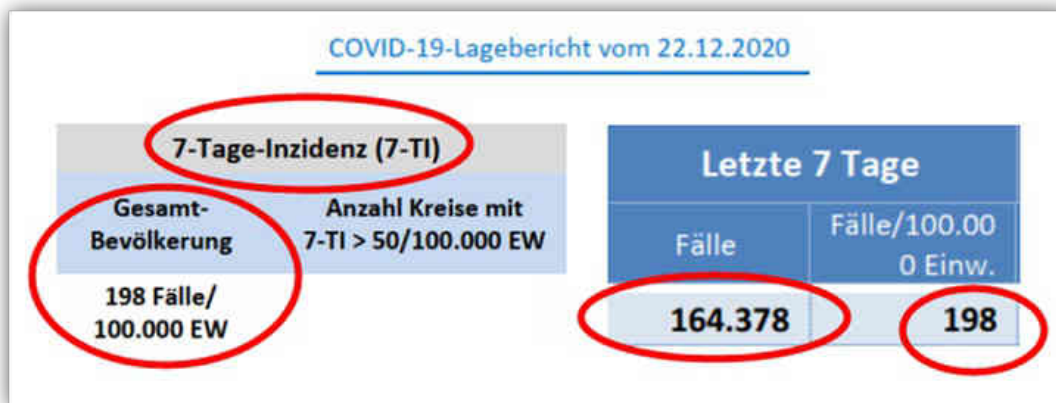 COVID-19-Lagebericht vom 22.12.2020
7-Tage-Inzidenz (7-TI)
Gesamt-
Bevölkerung
Anzahl Kreise mit
7-TI > 50/100.000 EW
198 Fälle/
100.000 EW
Letzte 7 Tage
Fälle
Fälle/100.00
0 Einw.
164.378
198